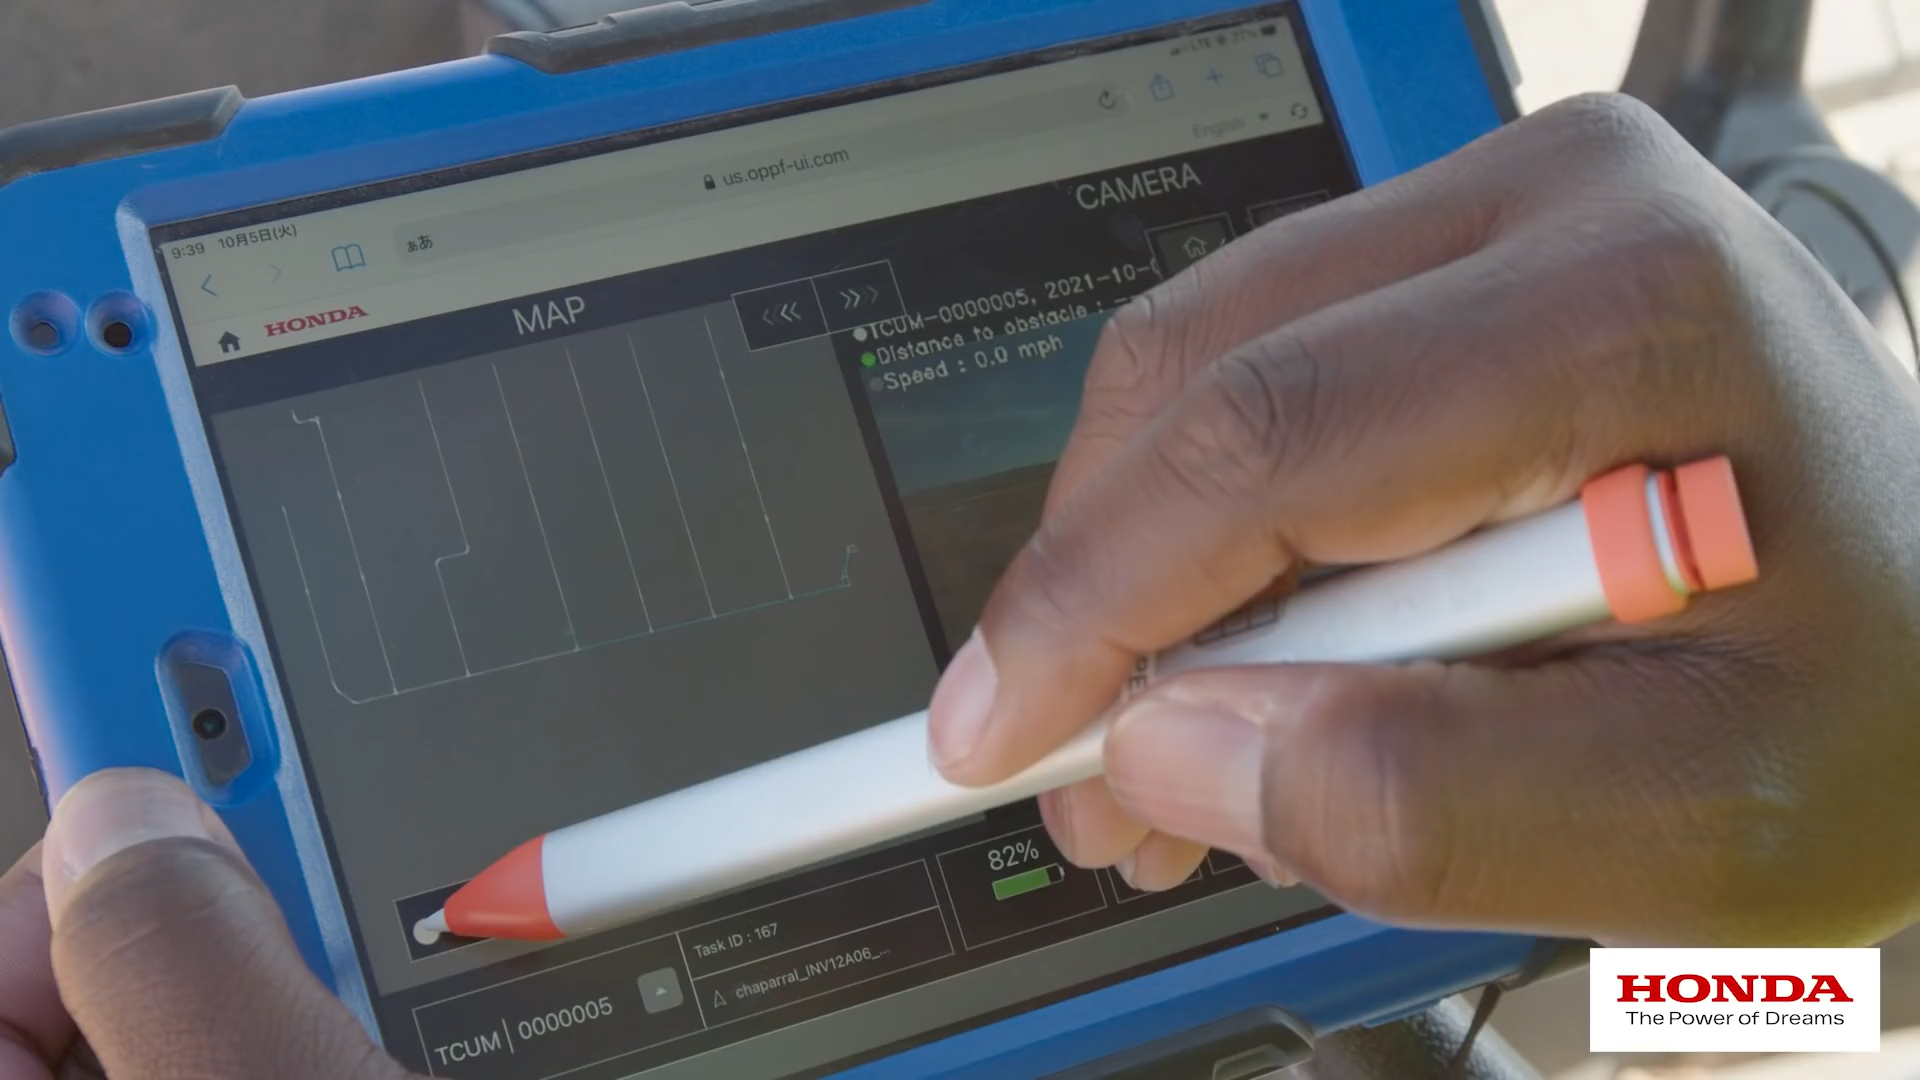 9:39 10月5日(火)
LTE
ぁあ
us.oppf-ui.com
English
HONDA
MAP
CAMERA
TCUM-0000005, 2021-10-
Distance to obstacle : --
Speed : 0.0 mph
82%
Task ID : 167
chaparral_INV12A06_...
TCUM | 0000005
HONDA
The Power of Dreams